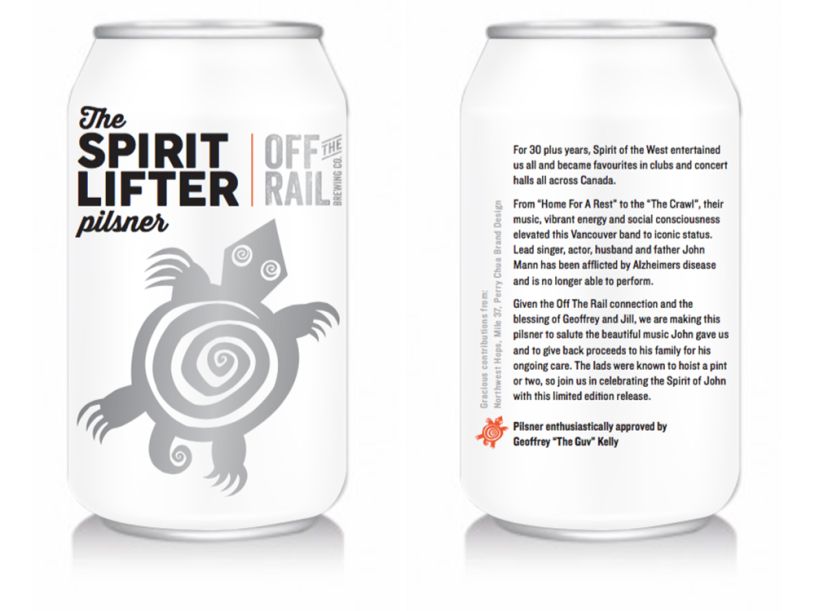 The
SPIRIT
LIFTER
pilsner
OFF THE
RAIL
BREWING CO.
For 30 plus years, Spirit of the West entertained
us all and became favourites in clubs and concert
halls all across Canada.
From “Home For A Rest” to the “The Crawl”, their
music, vibrant energy and social consciousness
elevated this Vancouver band to iconic status.
Lead singer, actor, husband and father John
Mann has been afflicted by Alzheimers disease
and is no longer able to perform.
Given the Off The Rail connection and the
blessing of Geoffrey and Jill, we are making this
pilsner to salute the beautiful music John gave us
and to give back proceeds to his family for his
ongoing care. The lads were known to hoist a pint
or two, so join us in celebrating the Spirit of John
with this limited edition release.
Pilsner enthusiastically approved by
Geoffrey “The Guv” Kelly
Gracious contributions from:
Northwest Hops, Mile 37, Perry Chua Brand Design